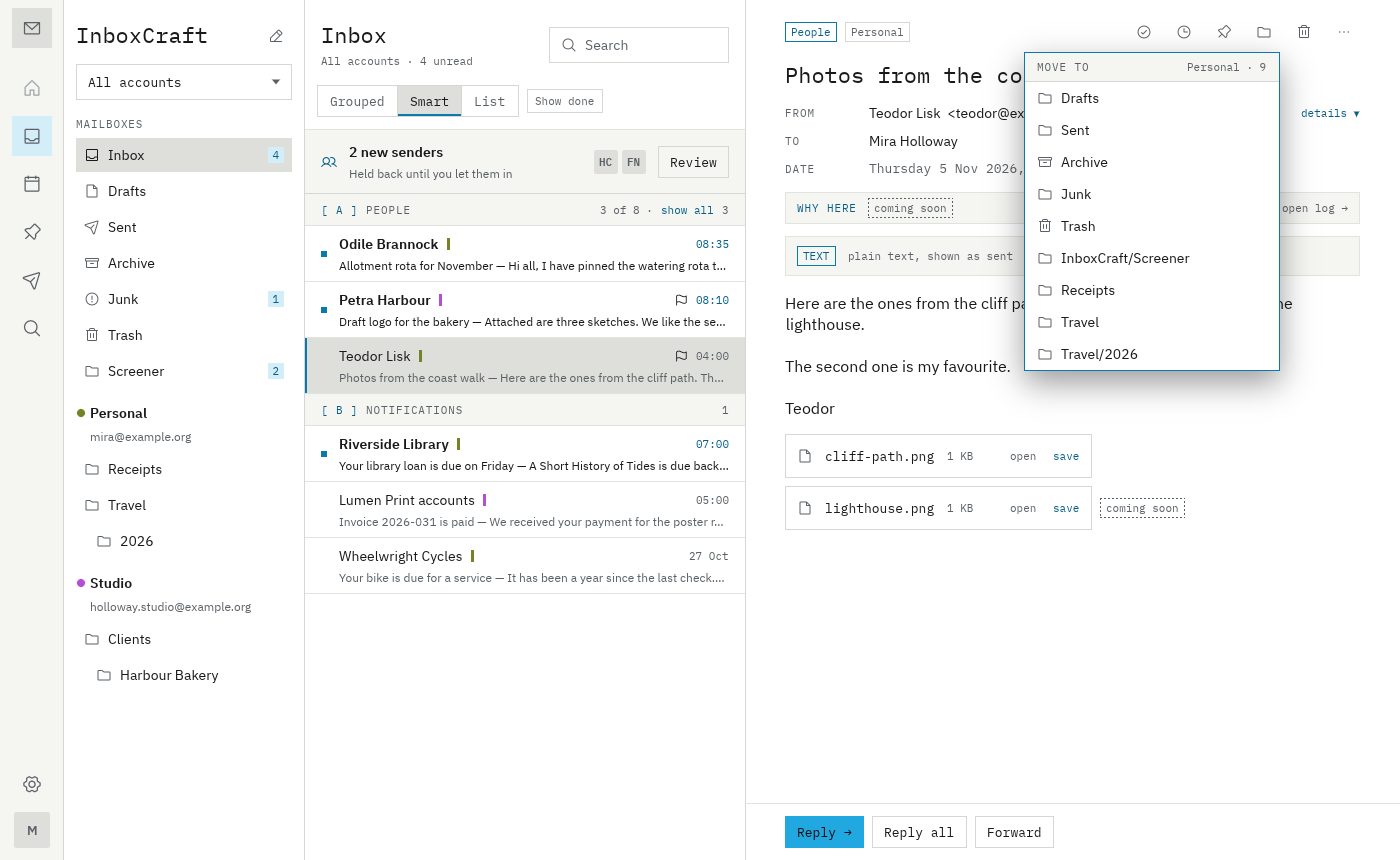 InboxCraft
All accounts
MAILBOXES
Inbox 4
Drafts
Sent
Archive
Junk 1
Trash
Screener 2
Personal
mira@example.org
Receipts
Travel
2026
Studio
holloway.studio@example.org
Clients
Harbour Bakery
M
Inbox
All accounts · 4 unread
Search
Grouped Smart List Show done
2 new senders
Held back until you let them in
HC FN Review
[ A ] PEOPLE 3 of 8 · show all 3
Odile Brannock 08:35
Allotment rota for November — Hi all, I have pinned the watering rota t…
Petra Harbour 08:10
Draft logo for the bakery — Attached are three sketches. We like the se…
Teodor Lisk 04:00
Photos from the coast walk — Here are the ones from the cliff path. Th…
[ B ] NOTIFICATIONS 1
Riverside Library 07:00
Your library loan is due on Friday — A Short History of Tides is due back…
Lumen Print accounts 05:00
Invoice 2026-031 is paid — We received your payment for the poster r…
Wheelwright Cycles 27 Oct
Your bike is due for a service — It has been a year since the last check.…
People Personal
Photos from the co
FROM Teodor Lisk <teodor@ex details ▾
TO Mira Holloway
DATE Thursday 5 Nov 2026,
WHY HERE coming soon open log →
TEXT plain text, shown as sent
Here are the ones from the cliff pa
lighthouse.
The second one is my favourite.
Teodor
cliff-path.png 1 KB open save
lighthouse.png 1 KB open save coming soon
Reply → Reply all Forward
MOVE TO Personal · 9
Drafts
Sent
Archive
Junk
Trash
InboxCraft/Screener
Receipts
Travel
Travel/2026